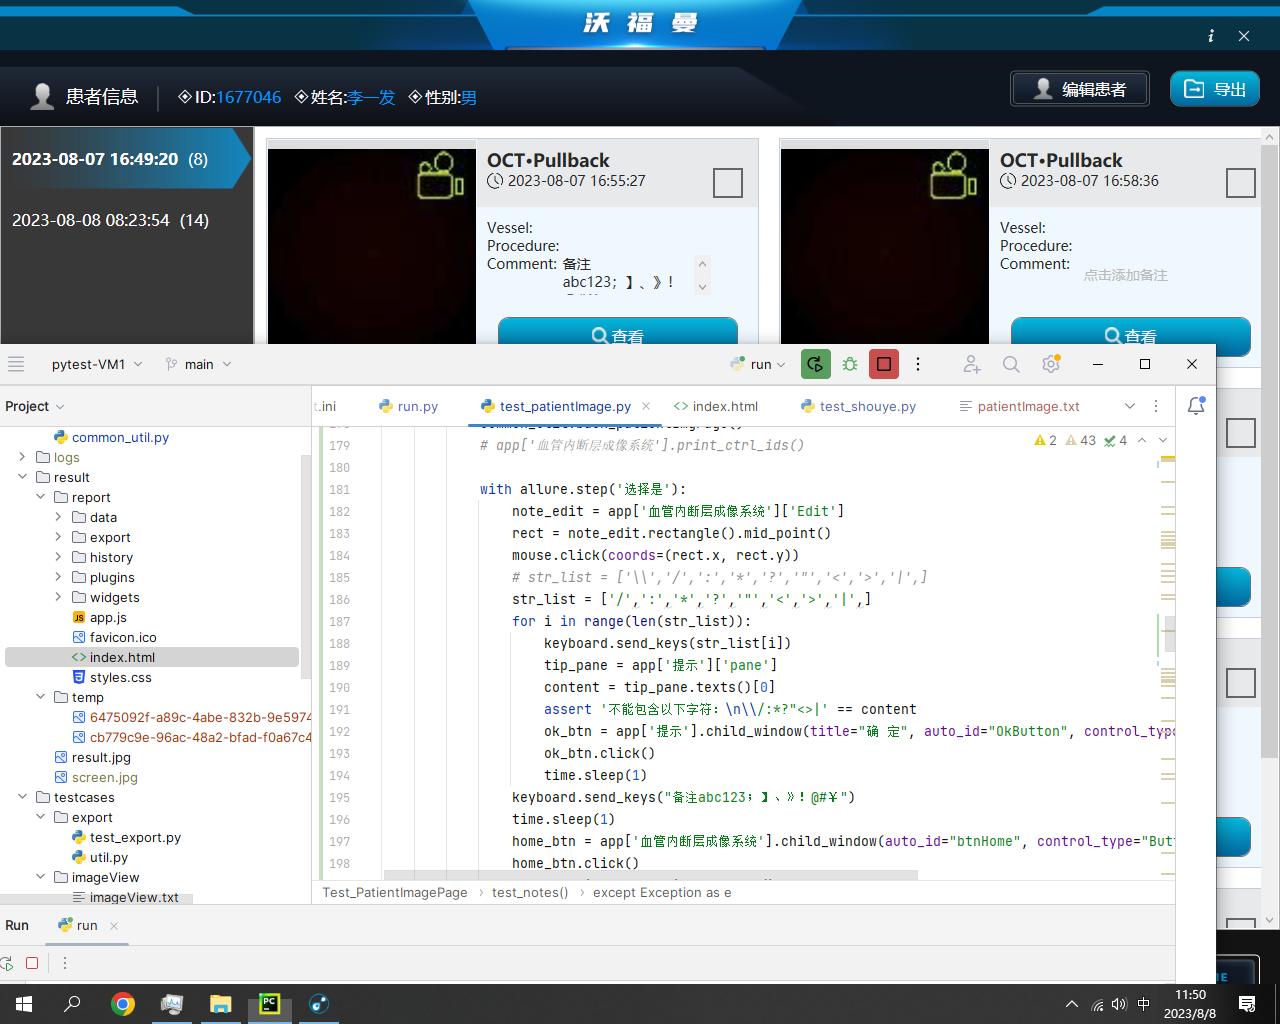 沃福曼
患者信息
ID:1677046 姓名:李一发 性别:男
编辑患者
导出
2023-08-07 16:49:20 (8)
2023-08-08 08:23:54 (14)
OCT•Pullback
2023-08-07 16:55:27
Vessel:
Procedure:
Comment: 备注
abc123；】、》！
查看
OCT•Pullback
2023-08-07 16:58:36
Vessel:
Procedure:
Comment:
点击添加备注
查看
pytest-VM1 main run
Project
t.ini run.py test_patientImage.py index.html test_shouye.py patientImage.txt
2 43 4
common_util.py
logs
result
report
data
export
history
plugins
widgets
app.js
favicon.ico
index.html
styles.css
temp
6475092f-a89c-4abe-832b-9e5974
cb779c9e-96ac-48a2-bfad-f0a67c4
result.jpg
screen.jpg
testcases
export
test_export.py
util.py
imageView
imageView.txt
179 # app['血管内断层成像系统'].print_ctrl_ids()
180
181 with allure.step('选择是'):
182 note_edit = app['血管内断层成像系统']['Edit']
183 rect = note_edit.rectangle().mid_point()
184 mouse.click(coords=(rect.x, rect.y))
185 # str_list = ['\\','/',':','*','?','"','<','>','|',]
186 str_list = ['/',':','*','?','"','<','>','|',]
187 for i in range(len(str_list)):
188 keyboard.send_keys(str_list[i])
189 tip_pane = app['提示']['pane']
190 content = tip_pane.texts()[0]
191 assert '不能包含以下字符：\n\\/:*?"<>|' == content
192 ok_btn = app['提示'].child_window(title="确 定", auto_id="OkButton", control_type
193 ok_btn.click()
194 time.sleep(1)
195 keyboard.send_keys("备注abc123；】、》！@#￥")
196 time.sleep(1)
197 home_btn = app['血管内断层成像系统'].child_window(auto_id="btnHome", control_type="But
198 home_btn.click()
Test_PatientImagePage › test_notes() › except Exception as e
Run run
中
11:50
2023/8/8